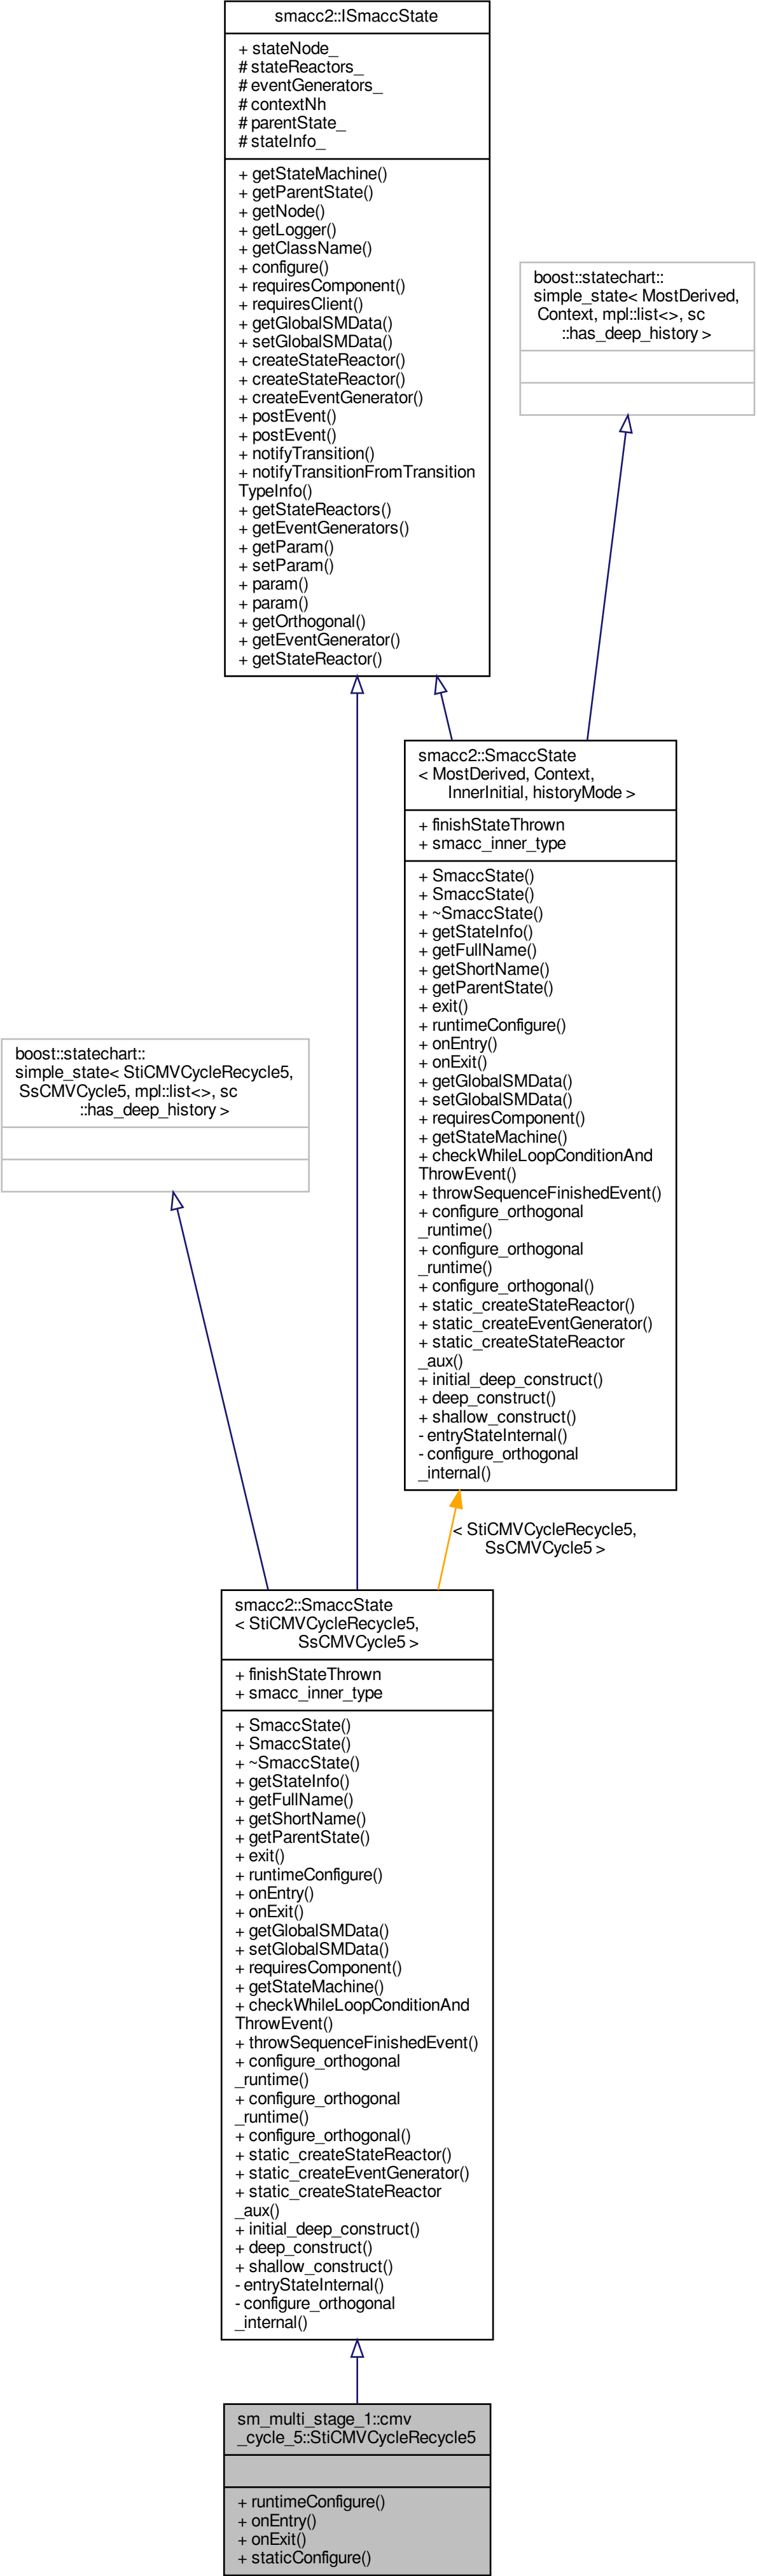 smacc2::ISmaccState
+ stateNode_
# stateReactors_
# eventGenerators_
# contextNh
# parentState_
# stateInfo_
+ getStateMachine()
+ getParentState()
+ getNode()
+ getLogger()
+ getClassName()
+ configure()
+ requiresComponent()
+ requiresClient()
+ getGlobalSMData()
+ setGlobalSMData()
+ createStateReactor()
+ createStateReactor()
+ createEventGenerator()
+ postEvent()
+ postEvent()
+ notifyTransition()
+ notifyTransitionFromTransition
TypeInfo()
+ getStateReactors()
+ getEventGenerators()
+ getParam()
+ setParam()
+ param()
+ param()
+ getOrthogonal()
+ getEventGenerator()
+ getStateReactor()
boost::statechart::
simple_state< MostDerived,
Context, mpl::list<>, sc
::has_deep_history >
smacc2::SmaccState
< MostDerived, Context,
InnerInitial, historyMode >
+ finishStateThrown
+ smacc_inner_type
+ SmaccState()
+ SmaccState()
+ ~SmaccState()
+ getStateInfo()
+ getFullName()
+ getShortName()
+ getParentState()
+ exit()
+ runtimeConfigure()
+ onEntry()
+ onExit()
+ getGlobalSMData()
+ setGlobalSMData()
+ requiresComponent()
+ getStateMachine()
+ checkWhileLoopConditionAnd
ThrowEvent()
+ throwSequenceFinishedEvent()
+ configure_orthogonal
_runtime()
+ configure_orthogonal
_runtime()
+ configure_orthogonal()
+ static_createStateReactor()
+ static_createEventGenerator()
+ static_createStateReactor
_aux()
+ initial_deep_construct()
+ deep_construct()
+ shallow_construct()
- entryStateInternal()
- configure_orthogonal
_internal()
boost::statechart::
simple_state< StiCMVCycleRecycle5,
SsCMVCycle5, mpl::list<>, sc
::has_deep_history >
< StiCMVCycleRecycle5,
SsCMVCycle5 >
smacc2::SmaccState
< StiCMVCycleRecycle5,
SsCMVCycle5 >
+ finishStateThrown
+ smacc_inner_type
+ SmaccState()
+ SmaccState()
+ ~SmaccState()
+ getStateInfo()
+ getFullName()
+ getShortName()
+ getParentState()
+ exit()
+ runtimeConfigure()
+ onEntry()
+ onExit()
+ getGlobalSMData()
+ setGlobalSMData()
+ requiresComponent()
+ getStateMachine()
+ checkWhileLoopConditionAnd
ThrowEvent()
+ throwSequenceFinishedEvent()
+ configure_orthogonal
_runtime()
+ configure_orthogonal
_runtime()
+ configure_orthogonal()
+ static_createStateReactor()
+ static_createEventGenerator()
+ static_createStateReactor
_aux()
+ initial_deep_construct()
+ deep_construct()
+ shallow_construct()
- entryStateInternal()
- configure_orthogonal
_internal()
sm_multi_stage_1::cmv
_cycle_5::StiCMVCycleRecycle5
+ runtimeConfigure()
+ onEntry()
+ onExit()
+ staticConfigure()